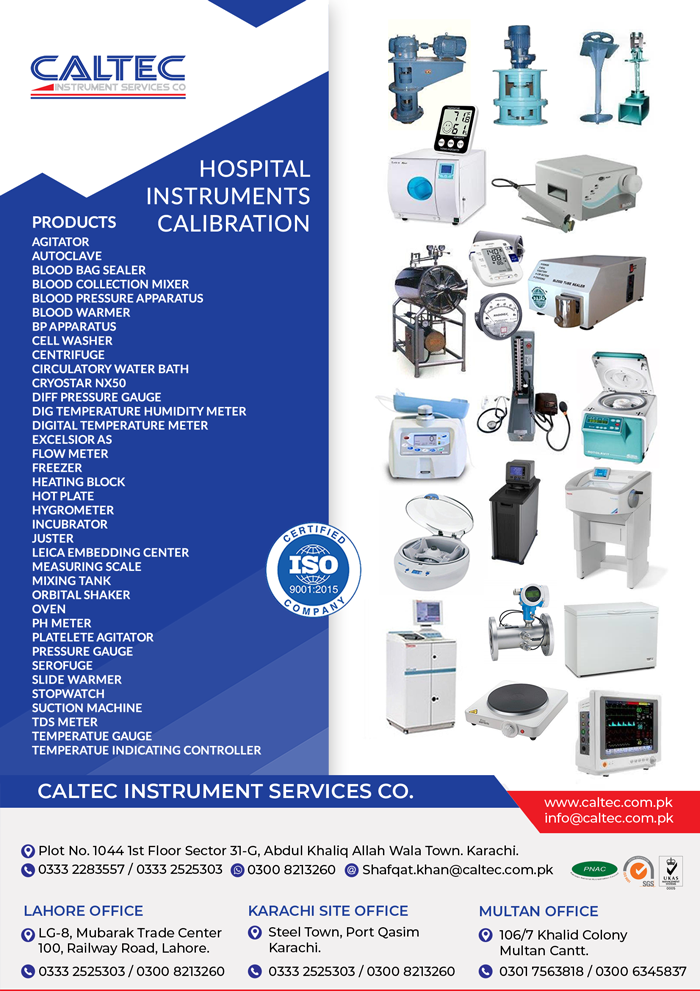 CALTEC
INSTRUMENT SERVICES CO
HOSPITAL
INSTRUMENTS
CALIBRATION
PRODUCTS
AGITATOR
AUTOCLAVE
BLOOD BAG SEALER
BLOOD COLLECTION MIXER
BLOOD PRESSURE APPARATUS
BLOOD WARMER
BP APPARATUS
CELL WASHER
CENTRIFUGE
CIRCULATORY WATER BATH
CRYOSTAR NX50
DIFF PRESSURE GAUGE
DIG TEMPERATURE HUMIDITY METER
DIGITAL TEMPERATURE METER
EXCELSIOR AS
FLOW METER
FREEZER
HEATING BLOCK
HOT PLATE
HYGROMETER
INCUBATOR
JUSTER
LEICA EMBEDDING CENTER
MEASURING SCALE
MIXING TANK
ORBITAL SHAKER
OVEN
PH METER
PLATELETE AGITATOR
PRESSURE GAUGE
SEROFUGE
SLIDE WARMER
STOPWATCH
SUCTION MACHINE
TDS METER
TEMPERATUE GAUGE
TEMPERATUE INDICATING CONTROLLER
CERTIFIED
ISO
9001:2015
COMPANY
BLOOD TUBE SEALER
CALTEC INSTRUMENT SERVICES CO.
www.caltec.com.pk
info@caltec.com.pk
Plot No. 1044 1st Floor Sector 31-G, Abdul Khaliq Allah Wala Town. Karachi.
0333 2283557 / 0333 2525303 0300 8213260 Shafqat.khan@caltec.com.pk
PNAC
SGS
UKAS
LAHORE OFFICE
LG-8, Mubarak Trade Center
100, Railway Road, Lahore.
0333 2525303 / 0300 8213260
KARACHI SITE OFFICE
Steel Town, Port Qasim
Karachi.
0333 2525303 / 0300 8213260
MULTAN OFFICE
106/7 Khalid Colony
Multan Cantt.
0301 7563818 / 0300 6345837